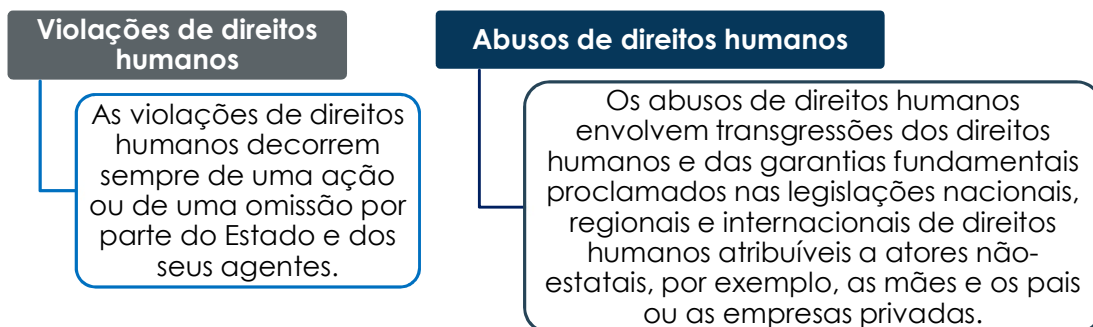 Violações de direitos
humanos
As violações de direitos
humanos decorrem
sempre de uma ação
ou de uma omissão por
parte do Estado e dos
seus agentes.
Abusos de direitos humanos
Os abusos de direitos humanos
envolvem transgressões dos direitos
humanos e das garantias fundamentais
proclamados nas legislações nacionais,
regionais e internacionais de direitos
humanos atribuíveis a atores não-
estatais, por exemplo, as mães e os pais
ou as empresas privadas.